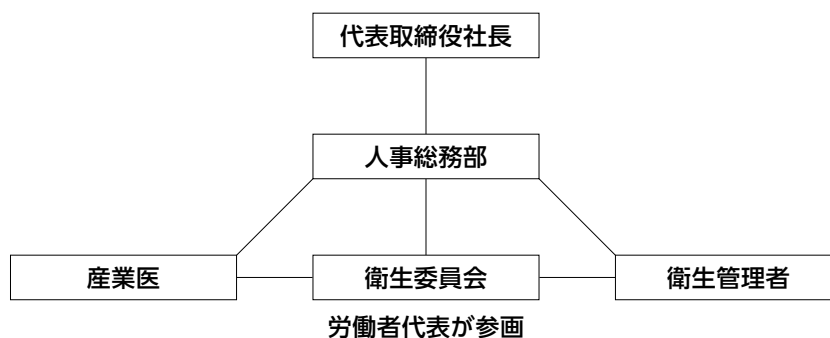 代表取締役社長
人事総務部
産業医
衛生委員会
衛生管理者
労働者代表が参画